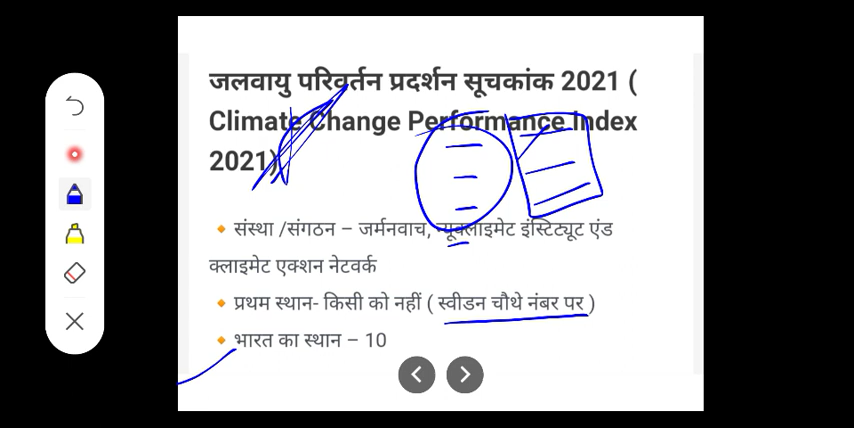 जलवायु परिवर्तन प्रदर्शन सूचकांक 2021 (
Climate Change Performance Index
2021)
संस्था /संगठन – जर्मनवाच, न्यूक्लाइमेट इंस्टिट्यूट एंड
क्लाइमेट एक्शन नेटवर्क
प्रथम स्थान- किसी को नहीं ( स्वीडन चौथे नंबर पर )
भारत का स्थान – 10